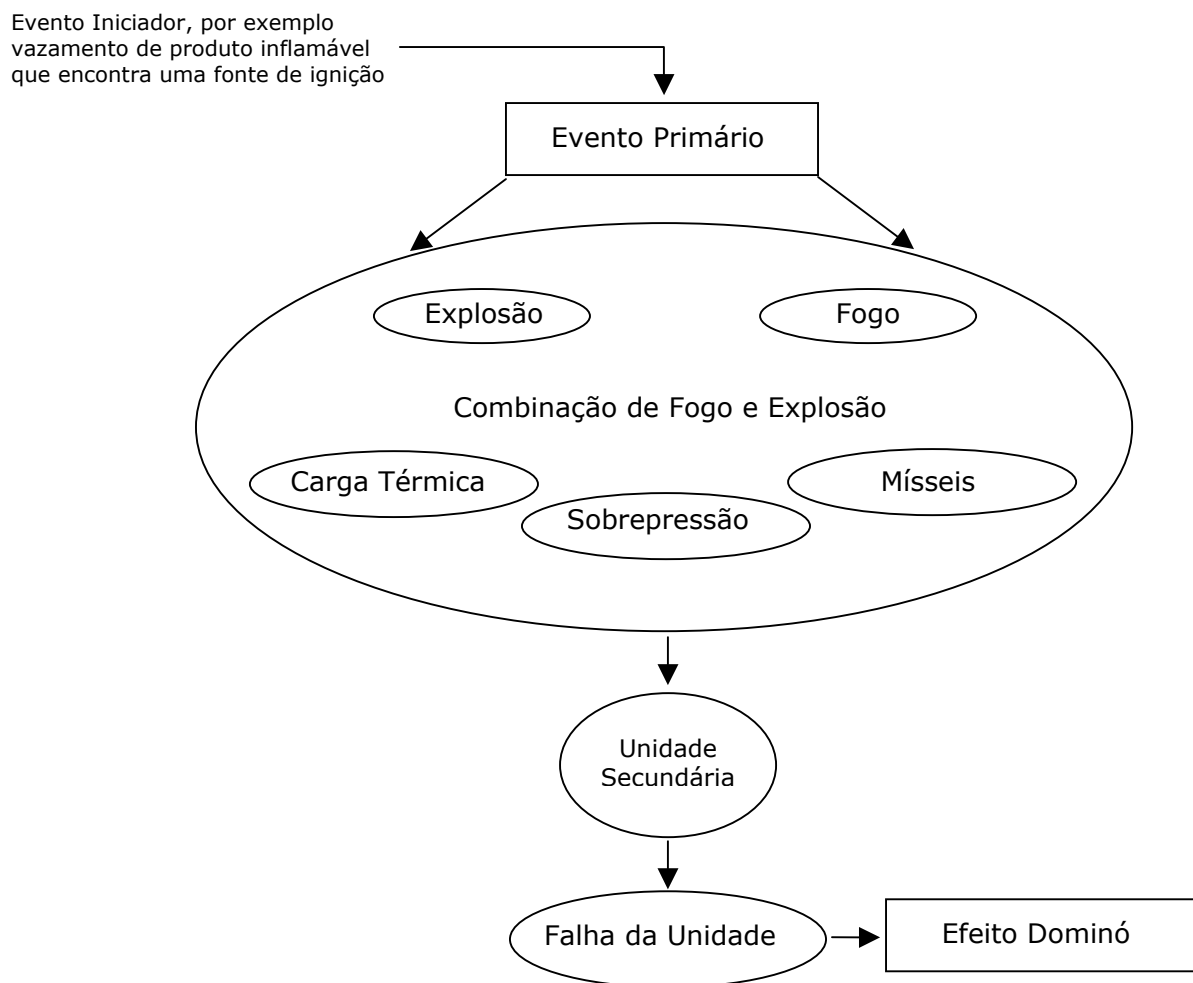 Evento Iniciador, por exemplo
vazamento de produto inflamável
que encontra uma fonte de ignição
Evento Primário
Explosão
Fogo
Combinação de Fogo e Explosão
Carga Térmica
Mísseis
Sobrepressão
Unidade
Secundária
Falha da Unidade
Efeito Dominó